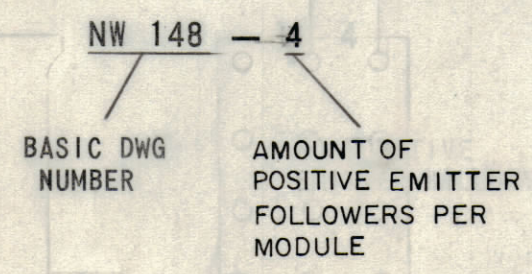 NW 148 – 4
BASIC DWG
NUMBER
AMOUNT OF
POSITIVE EMITTER
FOLLOWERS PER
MODULE